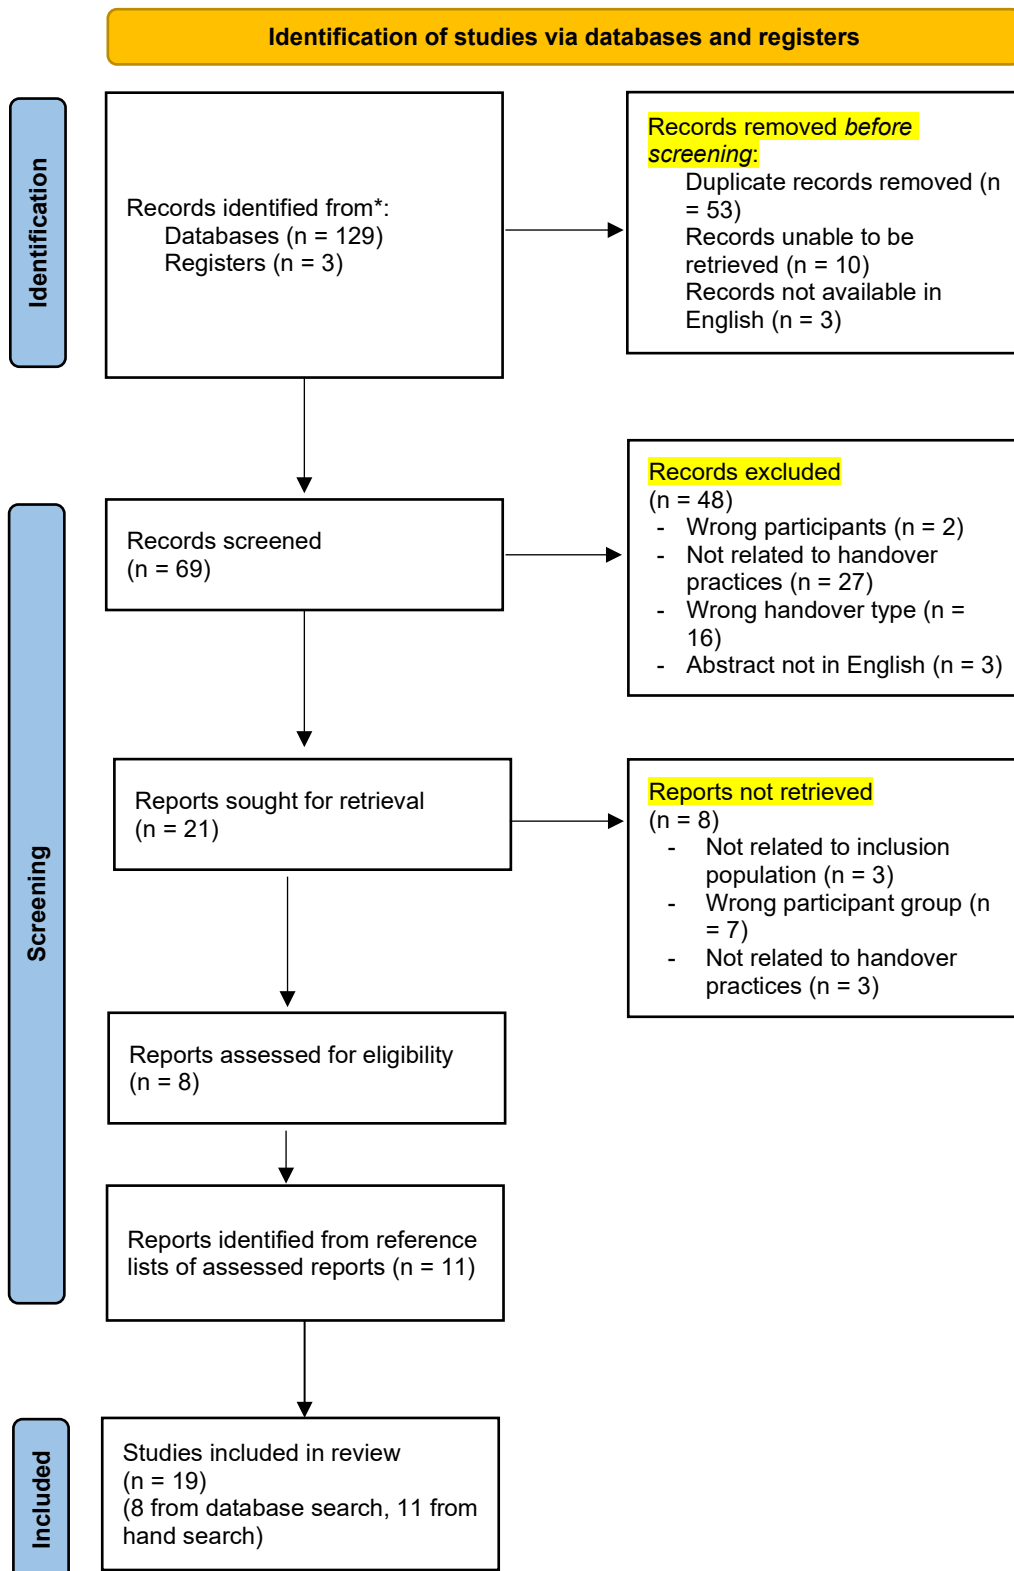 Identification of studies via databases and registers
Identification
Records identified from*:
Databases (n = 129)
Registers (n = 3)
Records removed before
screening:
Duplicate records removed (n
= 53)
Records unable to be
retrieved (n = 10)
Records not available in
English (n = 3)
Screening
Records screened
(n = 69)
Records excluded
(n = 48)
- Wrong participants (n = 2)
- Not related to handover
practices (n = 27)
- Wrong handover type (n =
16)
- Abstract not in English (n = 3)
Reports sought for retrieval
(n = 21)
Reports not retrieved
(n = 8)
- Not related to inclusion
population (n = 3)
- Wrong participant group (n
= 7)
- Not related to handover
practices (n = 3)
Reports assessed for eligibility
(n = 8)
Reports identified from reference
lists of assessed reports (n = 11)
Included
Studies included in review
(n = 19)
(8 from database search, 11 from
hand search)